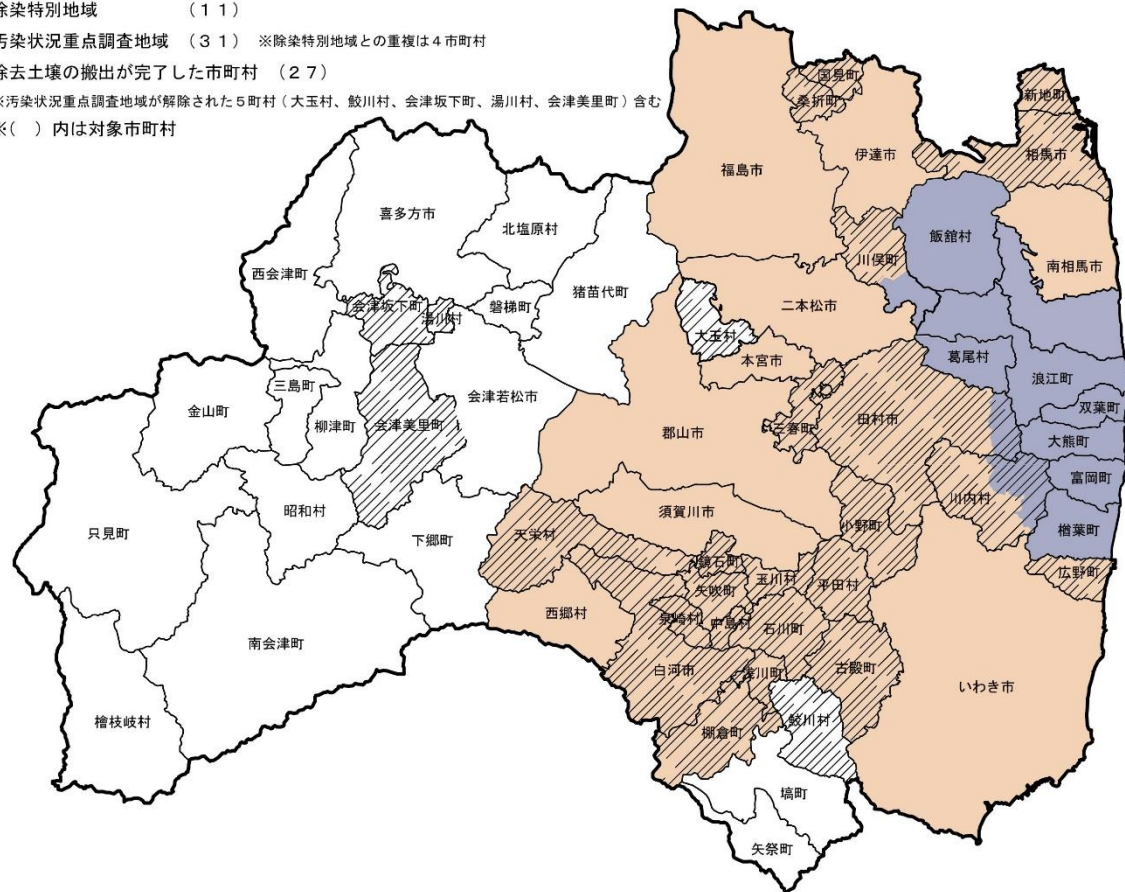 除染特別地域 (11)
汚染状況重点調査地域 (31) ※除染特別地域との重複は4市町村
除去土壌の搬出が完了した市町村 (27)
※汚染状況重点調査地域が解除された5町村(大玉村、鮫川村、会津坂下町、湯川村、会津美里町)含む
※( )内は対象市町村
国見町
桑折町
新地町
伊達市
相馬市
福島市
喜多方市
北塩原村
飯舘村
川俣町
南相馬市
西会津町
猪苗代町
会津坂下町
湯川村
磐梯町
二本松市
大玉村
本宮市
葛尾村
浪江町
三島町
会津若松市
双葉町
金山町
柳津町
会津美里町
郡山市
三春町
田村市
大熊町
富岡町
川内村
昭和村
須賀川市
小野町
只見町
下郷町
天栄村
楢葉町
鏡石町
広野町
玉川村
平田村
矢吹町
西郷村
泉崎村
中島村
石川町
南会津町
白河市
浅川町
古殿町
いわき市
檜枝岐村
鮫川村
棚倉町
塙町
矢祭町